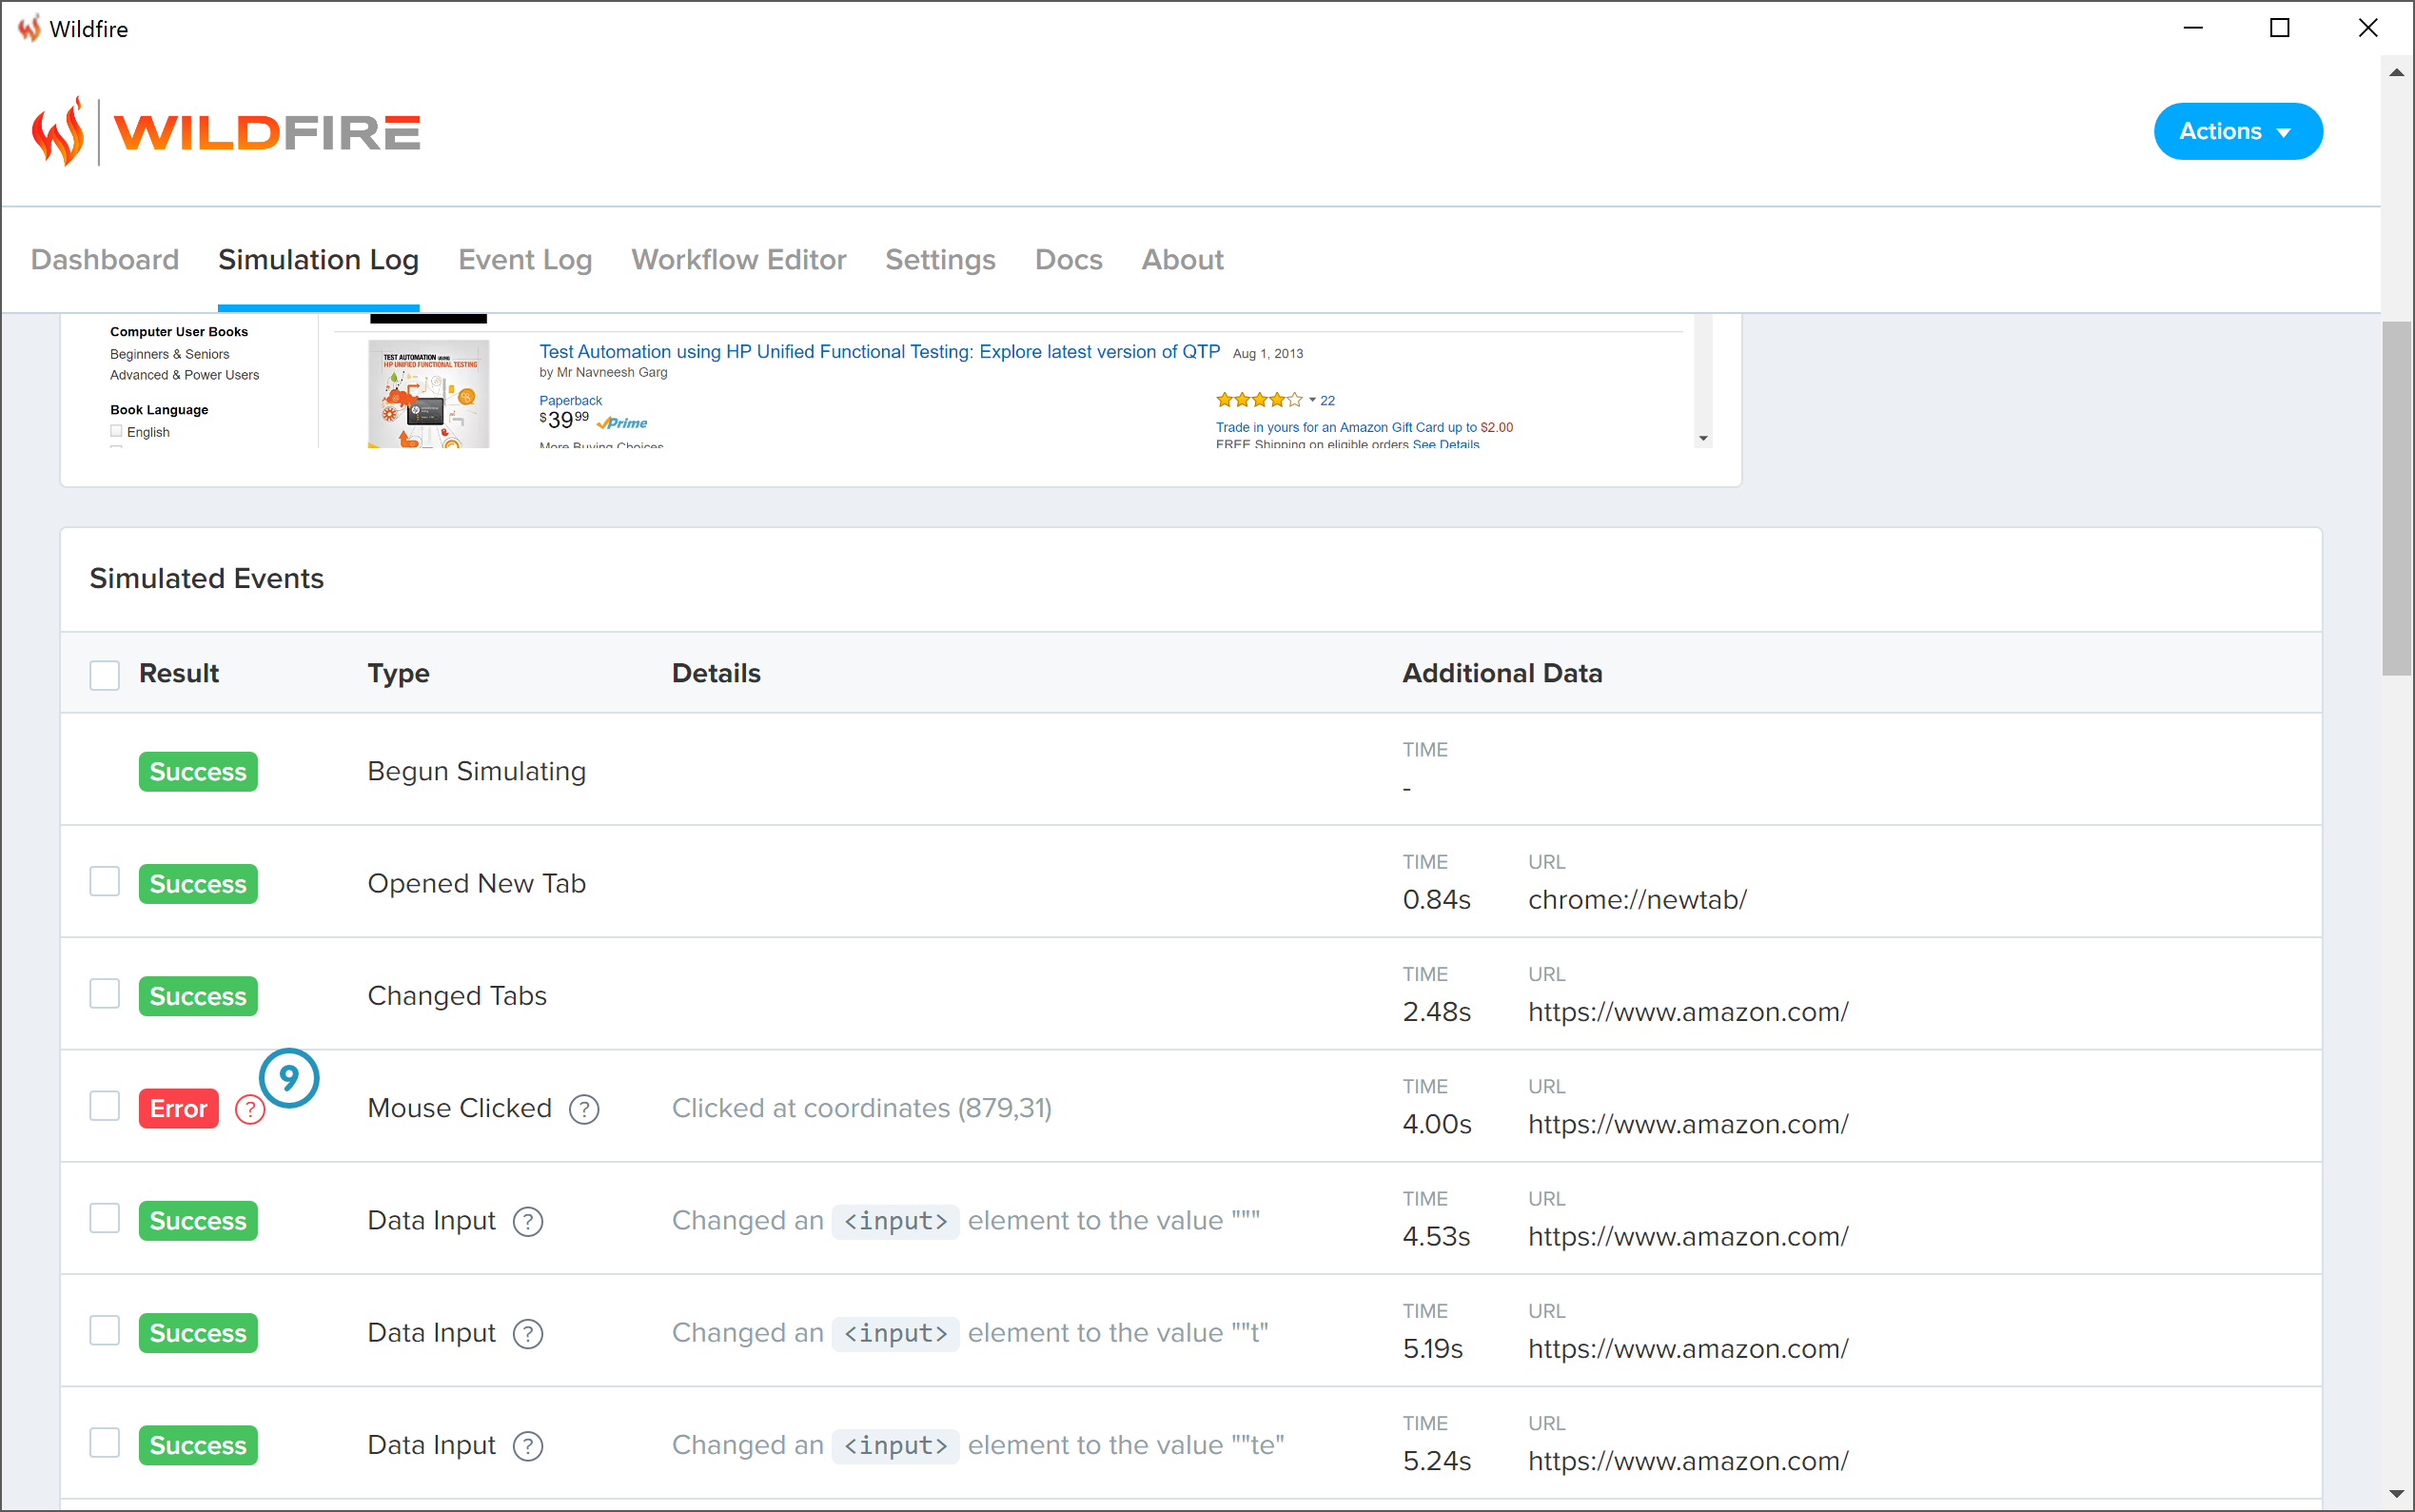 Wildfire
WILDFIRE
Actions
Dashboard Simulation Log Event Log Workflow Editor Settings Docs About
Computer User Books
Beginners & Seniors
Advanced & Power Users
Book Language
English
TEST AUTOMATION USING
HP UNIFIED FUNCTIONAL TESTING
Test Automation using HP Unified Functional Testing: Explore latest version of QTP Aug 1, 2013
by Mr Navneesh Garg
Paperback
$39.99 Prime
More Buying Choices
22
Trade in yours for an Amazon Gift Card up to $2.00
FREE Shipping on eligible orders See Details
Simulated Events
Result Type Details Additional Data
Success Begun Simulating TIME
-
Success Opened New Tab TIME URL
0.84s chrome://newtab/
Success Changed Tabs TIME URL
2.48s https://www.amazon.com/
9
Error ? Mouse Clicked ? Clicked at coordinates (879,31) TIME URL
4.00s https://www.amazon.com/
Success Data Input ? Changed an <input> element to the value """ TIME URL
4.53s https://www.amazon.com/
Success Data Input ? Changed an <input> element to the value ""t" TIME URL
5.19s https://www.amazon.com/
Success Data Input ? Changed an <input> element to the value ""te" TIME URL
5.24s https://www.amazon.com/